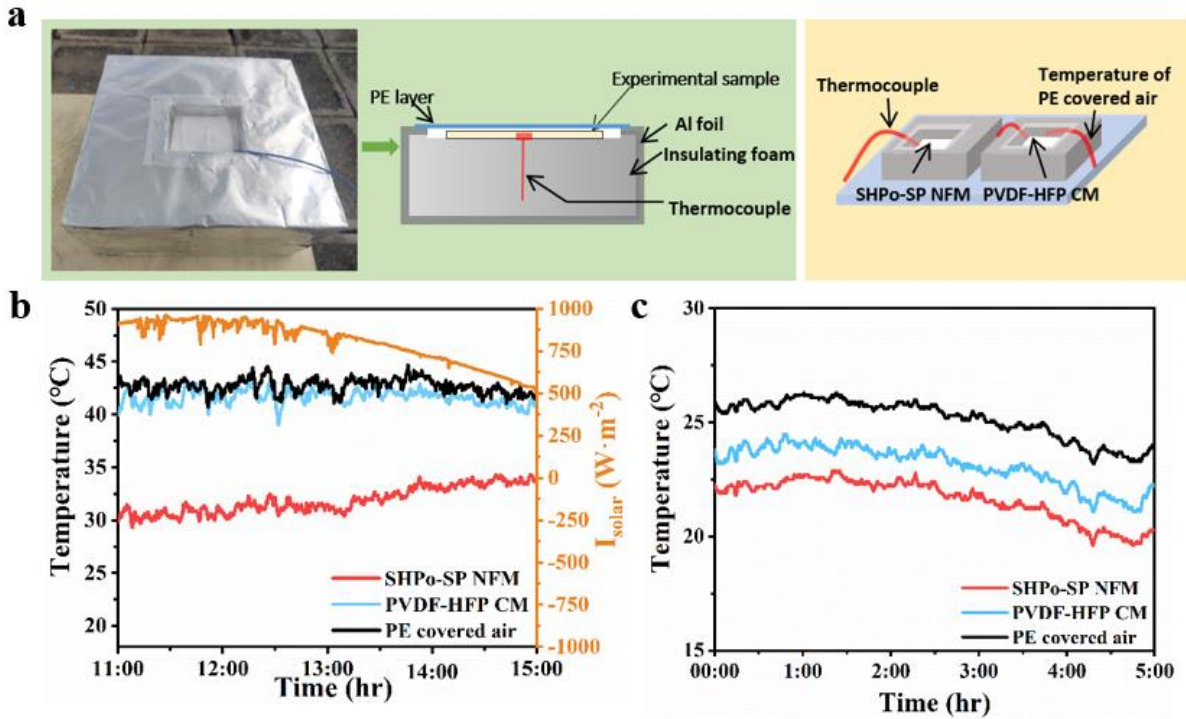 a
PE layer
Experimental sample
Al foil
Insulating foam
Thermocouple
Thermocouple
Temperature of
PE covered air
SHPo-SP NFM
PVDF-HFP CM
b
Temperature (°C)
50
45
43
40
35
33
30
25
23
20
1000
750
500
250
0
-250
-500
-750
-1000
I_solar (W·m⁻²)
SHPo-SP NFM
PVDF-HFP CM
PE covered air
11:00
12:00
13:00
14:00
15:00
Time (hr)
c
Temperature (°C)
30
25
20
15
SHPo-SP NFM
PVDF-HFP CM
PE covered air
00:00
1:00
2:00
3:00
4:00
5:00
Time (hr)